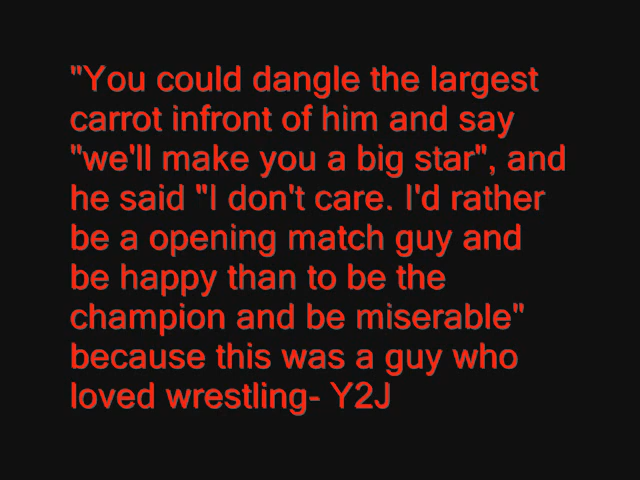 "You could dangle the largest
carrot infront of him and say
"we'll make you a big star", and
he said "I don't care. I'd rather
be a opening match guy and
be happy than to be the
champion and be miserable"
because this was a guy who
loved wrestling- Y2J